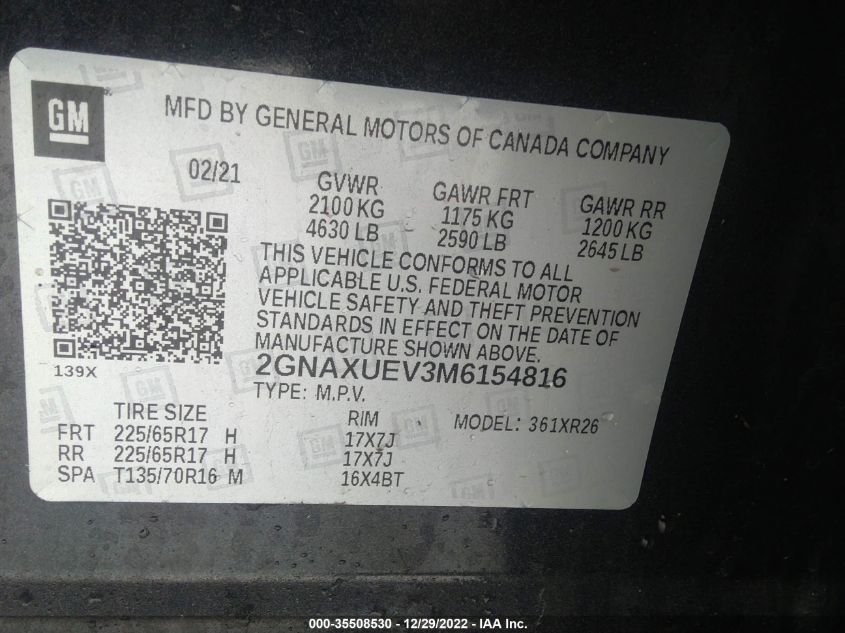 GM
MFD BY GENERAL MOTORS OF CANADA COMPANY
02/21
GVWR
2100 KG
4630 LB
GAWR FRT
1175 KG
2590 LB
GAWR RR
1200 KG
2645 LB
THIS VEHICLE CONFORMS TO ALL
APPLICABLE U.S. FEDERAL MOTOR
VEHICLE SAFETY AND THEFT PREVENTION
STANDARDS IN EFFECT ON THE DATE OF
MANUFACTURE SHOWN ABOVE.
139X
2GNAXUEV3M6154816
TYPE: M.P.V.
TIRE SIZE RIM MODEL: 361XR26
FRT 225/65R17 H 17X7J
RR 225/65R17 H 17X7J
SPA T135/70R16 M 16X4BT
000-35508530 - 12/29/2022 - IAA Inc.